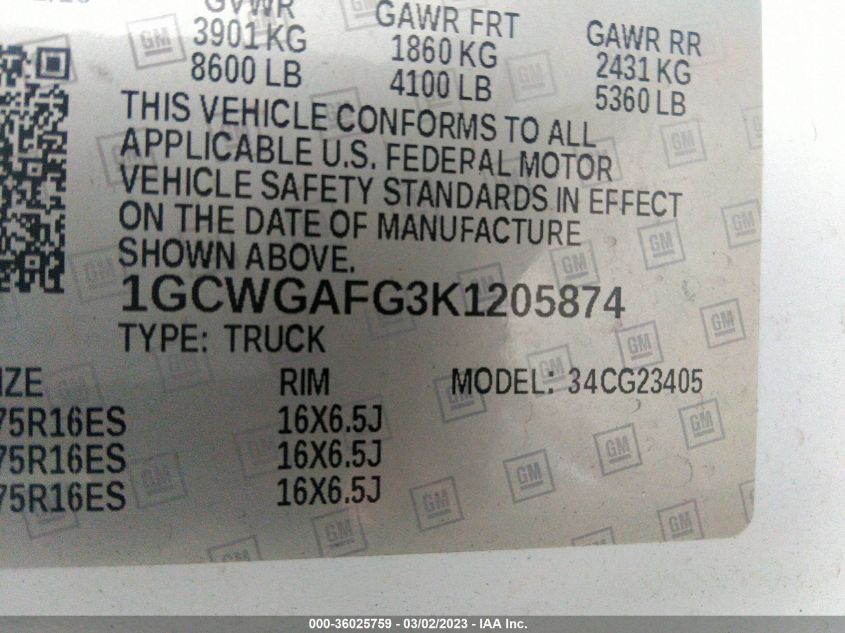 GVWR GAWR FRT GAWR RR
3901 KG 1860 KG 2431 KG
8600 LB 4100 LB 5360 LB
THIS VEHICLE CONFORMS TO ALL
APPLICABLE U.S. FEDERAL MOTOR
VEHICLE SAFETY STANDARDS IN EFFECT
ON THE DATE OF MANUFACTURE
SHOWN ABOVE.
1GCWGAFG3K1205874
TYPE: TRUCK
IZE RIM MODEL: 34CG23405
75R16ES 16X6.5J
75R16ES 16X6.5J
75R16ES 16X6.5J
GM
000-36025759 - 03/02/2023 - IAA Inc.